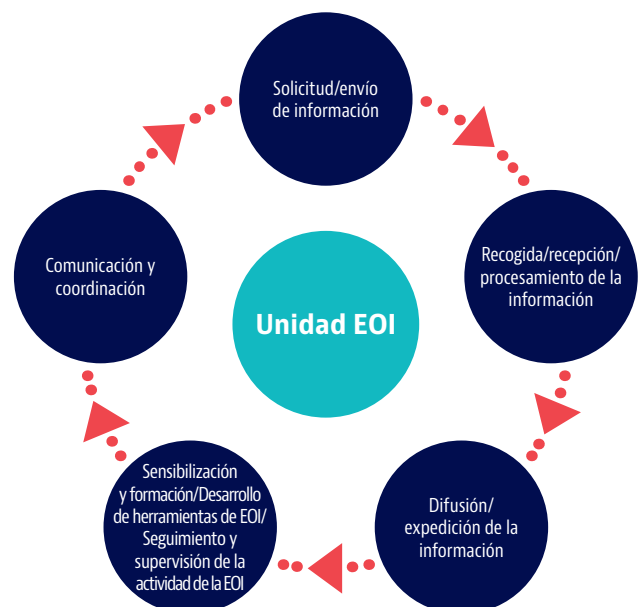 Solicitud/envío
de información
Recogida/recepción/
procesamiento de la
información
Difusión/
expedición de la
información
Sensibilización
y formación/Desarrollo
de herramientas de EOI/
Seguimiento y
supervisión de la
actividad de la EOI
Comunicación y
coordinación
Unidad EOI